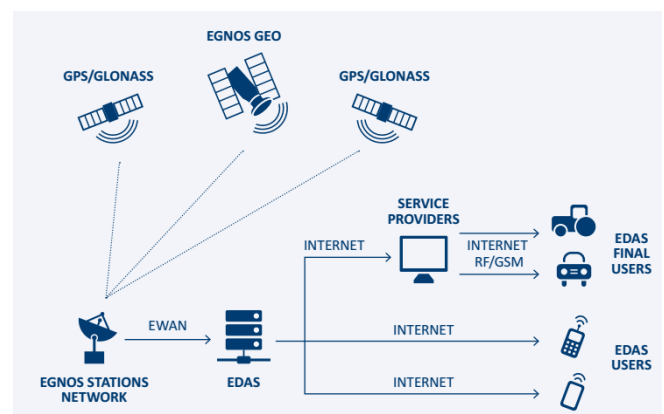 EGNOS GEO
GPS/GLONASS
GPS/GLONASS
SERVICE
PROVIDERS
INTERNET
INTERNET
RF/GSM
EDAS
FINAL
USERS
EWAN
INTERNET
EDAS
USERS
INTERNET
EGNOS STATIONS
NETWORK
EDAS